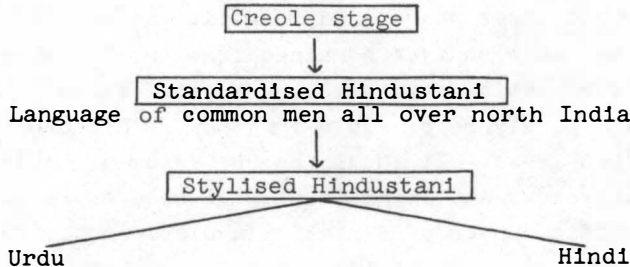 Creole stage
Standardised Hindustani
Language of common men all over north India
Stylised Hindustani
Urdu Hindi